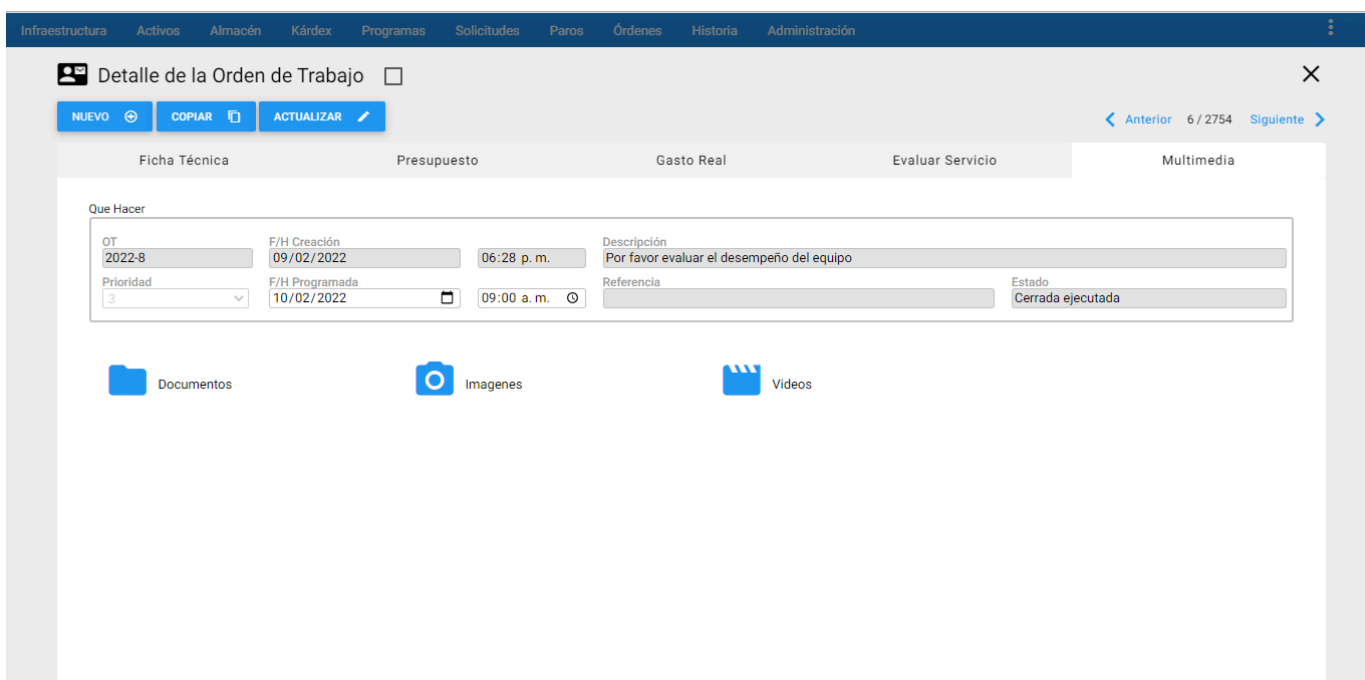 Infraestructura Activos Almacén Kárdex Programas Solicitudes Paros Órdenes Historia Administración
Detalle de la Orden de Trabajo
NUEVO COPIAR ACTUALIZAR Anterior 6 / 2754 Siguiente
Ficha Técnica Presupuesto Gasto Real Evaluar Servicio Multimedia
Que Hacer
OT F/H Creación Descripción
2022-8 09/02/2022 06:28 p. m. Por favor evaluar el desempeño del equipo
Prioridad F/H Programada Referencia Estado
3 10/02/2022 09:00 a. m. Cerrada ejecutada
Documentos Imagenes Videos